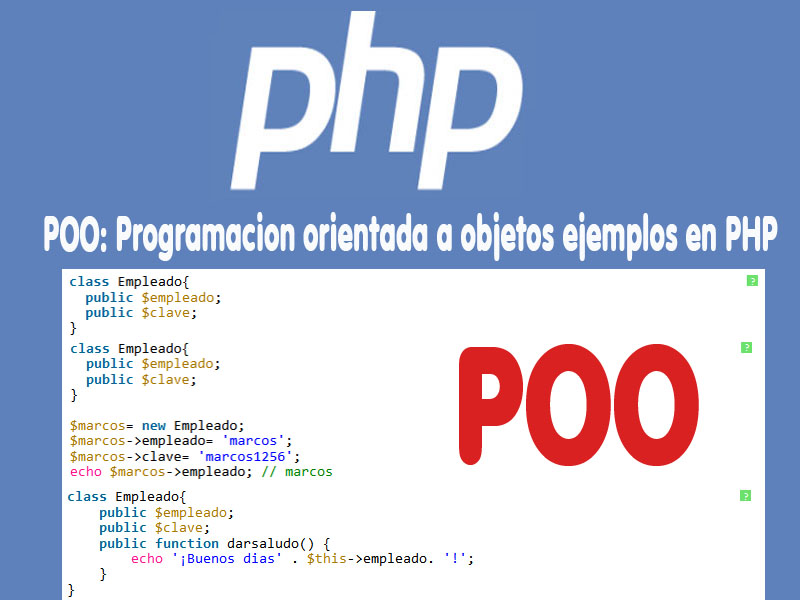 php
POO: Programacion orientada a objetos ejemplos en PHP
class Empleado{
public $empleado;
public $clave;
}
class Empleado{
public $empleado;
public $clave;
}
$marcos= new Empleado;
$marcos->empleado= 'marcos';
$marcos->clave= 'marcos1256';
echo $marcos->empleado; // marcos
POO
class Empleado{
public $empleado;
public $clave;
public function darsaludo() {
echo '¡Buenos dias' . $this->empleado. '!';
}
}
?
?
?